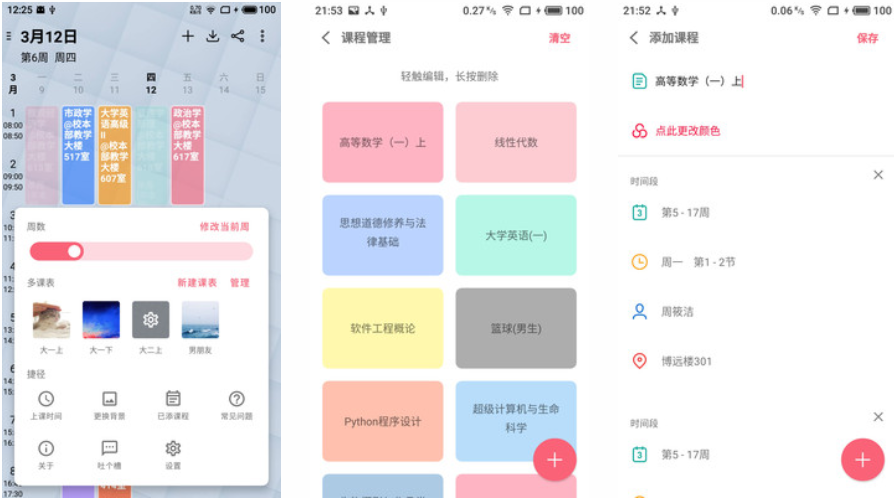 12:25
100
3月12日
第6周 周四
3
月
一
二
三
四
五
六
日
9
10
11
12
13
14
15
1
08:00
08:50
2
09:00
09:50
市政学
@校本
部教学
大楼
517室
大学英
语高级
II
@校本
部教学
大楼
607室
政治学
@校本
部教学
大楼
617室
周数
修改当前周
多课表
新建课表
管理
大一上
大一下
大二上
男朋友
捷径
上课时间
更换背景
已添课程
常见问题
关于
吐个槽
设置
17:30
21:53
0.27 K/s
100
课程管理
清空
轻触编辑，长按删除
高等数学（一）上
线性代数
思想道德修养与法
律基础
大学英语(一)
软件工程概论
篮球(男生)
Python程序设计
超级计算机与生命
科学
21:52
0.06 K/s
100
添加课程
保存
高等数学（一）上
点此更改颜色
时间段
第5 - 17周
周一 第1 - 2节
周筱洁
博远楼301
时间段
第5 - 17周